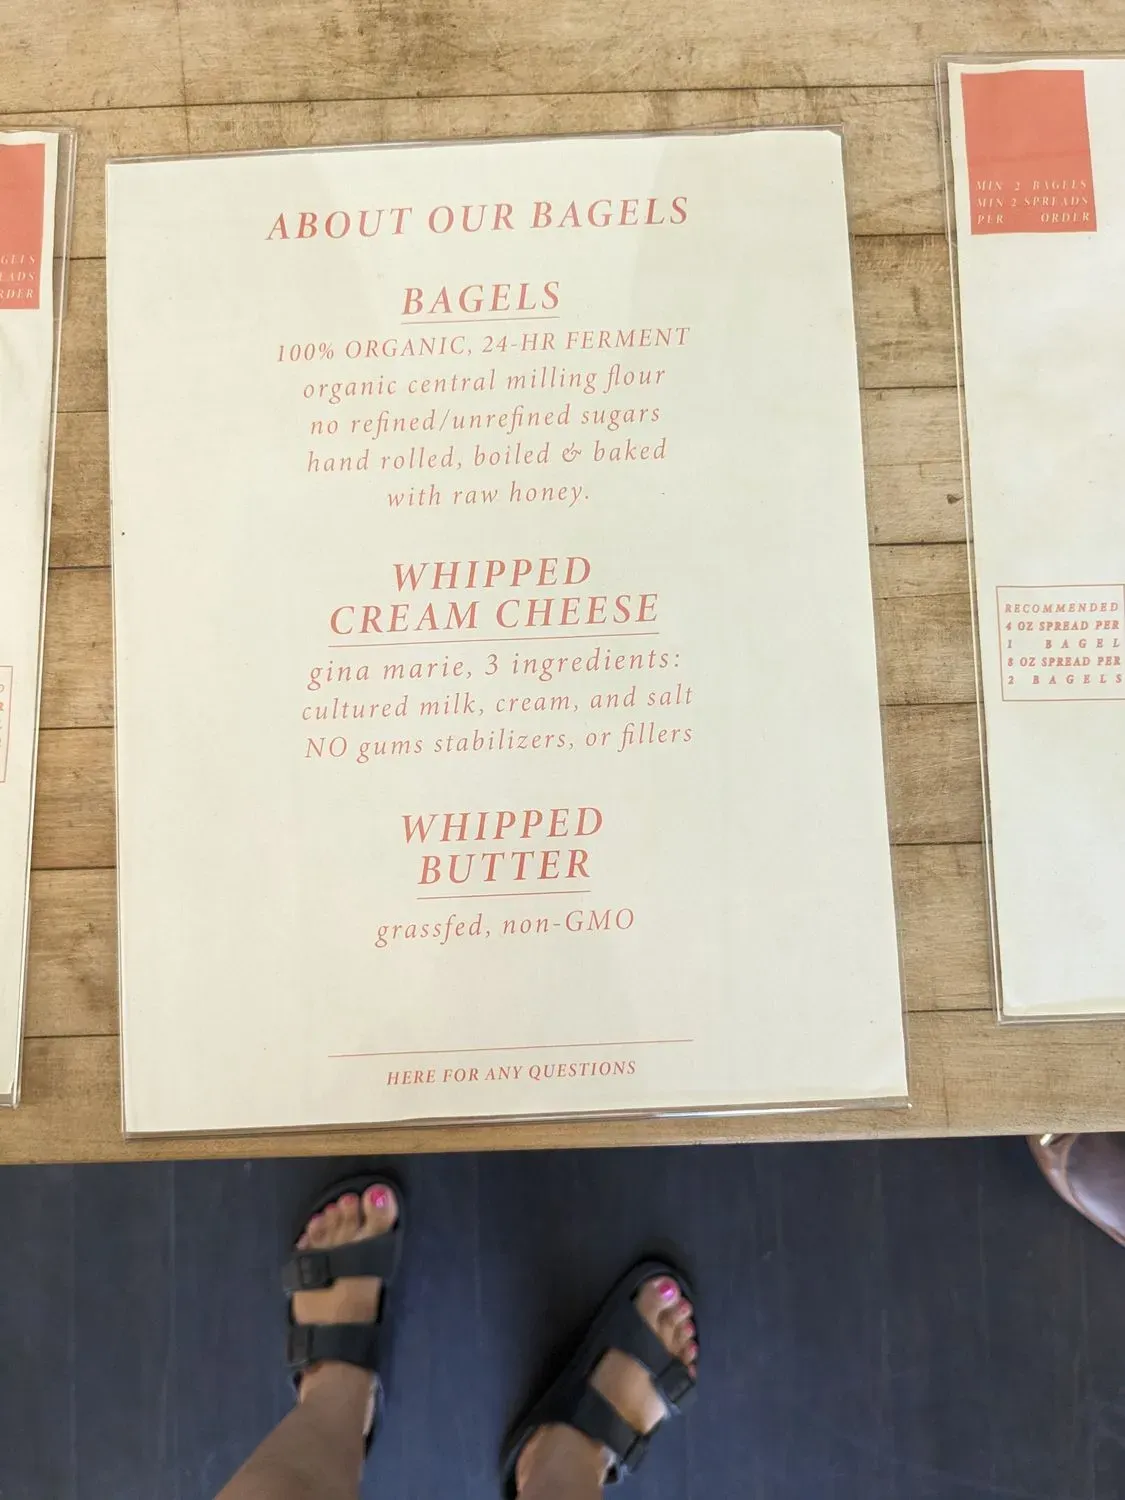 ABOUT OUR BAGELS
BAGELS
100% ORGANIC, 24-HR FERMENT
organic central milling flour
no refined/unrefined sugars
hand rolled, boiled & baked
with raw honey.
WHIPPED
CREAM CHEESE
gina marie, 3 ingredients:
cultured milk, cream, and salt
NO gums stabilizers, or fillers
WHIPPED
BUTTER
grassfed, non-GMO
HERE FOR ANY QUESTIONS
MIN 2 BAGELS
MIN 2 SPREADS
PER ORDER
RECOMMENDED
4 OZ SPREAD PER
1 BAGEL
8 OZ SPREAD PER
2 BAGELS